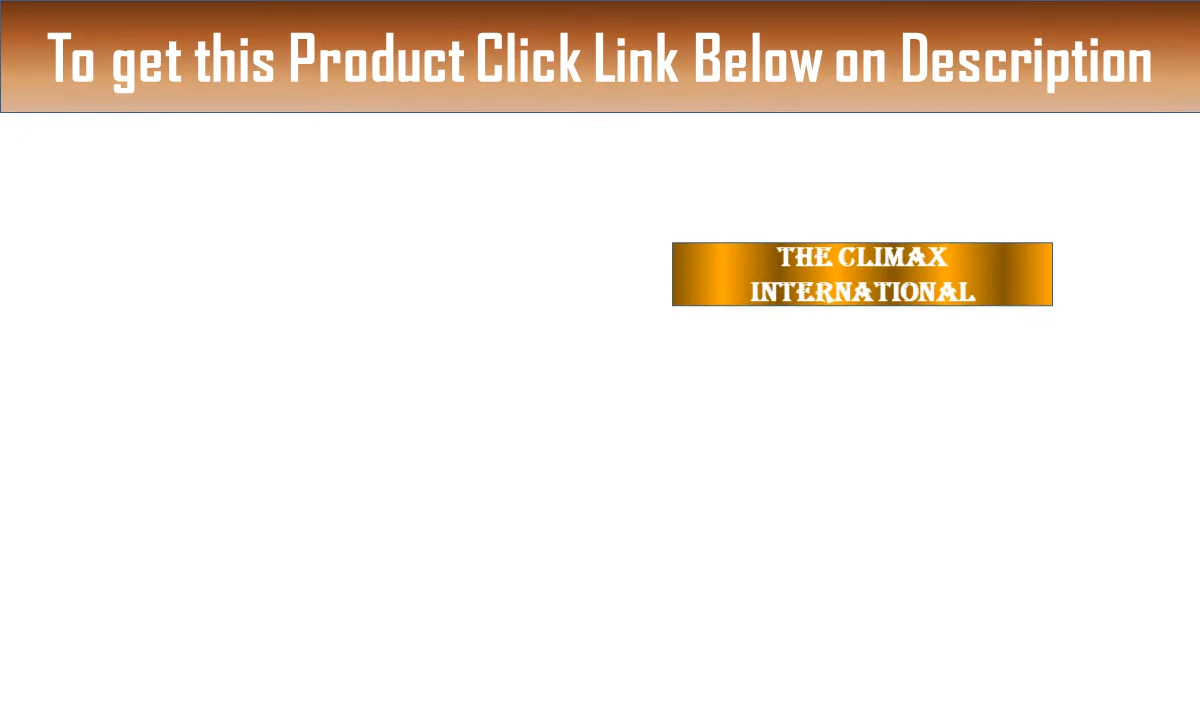 To get this Product Click Link Below on Description
THE CLIMAX
INTERNATIONAL